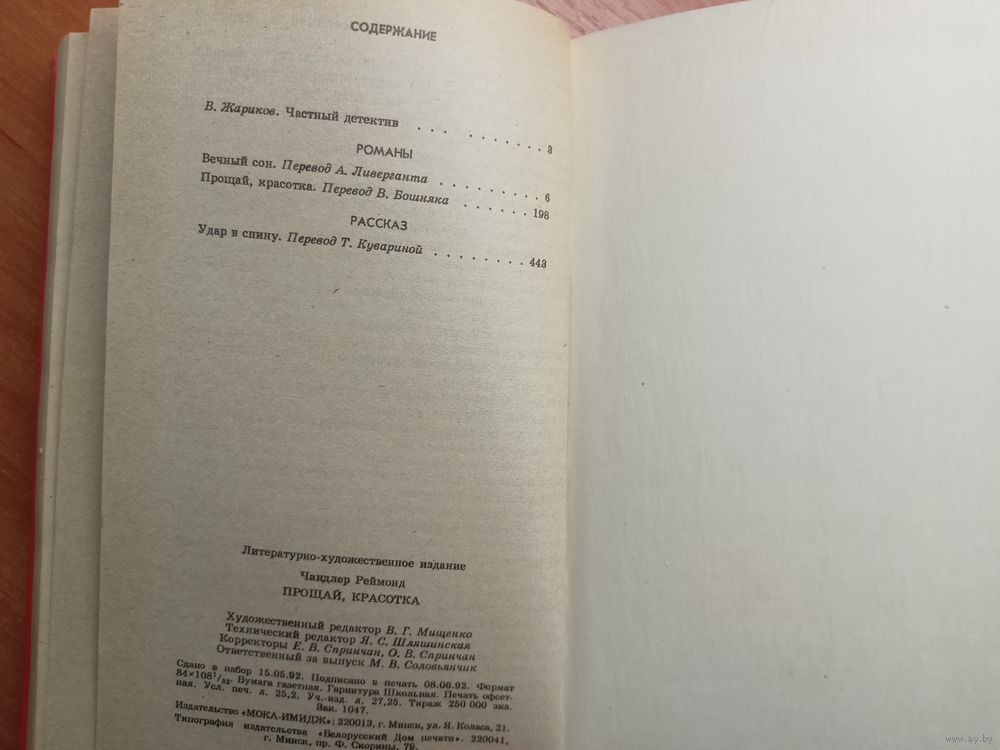 СОДЕРЖАНИЕ
В. Жариков. Частный детектив . . . . . . . . . . 3
РОМАНЫ
Вечный сон. Перевод А. Ливерганта . . . . . . . . . 6
Прощай, красотка. Перевод В. Бошняка . . . . . . 198
РАССКАЗ
Удар в спину. Перевод Т. Кувариной . . . . . . . . 443
Литературно-художественное издание
Чандлер Реймонд
ПРОЩАЙ, КРАСОТКА
Художественный редактор В. Г. Мищенко
Технический редактор Я. С. Шляшинская
Корректоры Е. В. Спринчан, О. В. Спринчан
Ответственный за выпуск М. В. Соловьянчик
Сдано в набор 15.05.92. Подписано в печать 08.06.92. Формат
84×108¹/₃₂. Бумага газетная. Гарнитура Школьная. Печать офсет-
ная. Усл. печ. л. 25,2. Уч.-изд. л. 27,25. Тираж 250 000 экз.
Зак. 1047.
Издательство «МОКА-ИМИДЖ»: 220013, г. Минск, ул. Я. Коласа, 21.
Типография издательства «Белорусский Дом печати». 220041,
г. Минск, пр. Ф. Скорины, 79.
www.ay.by